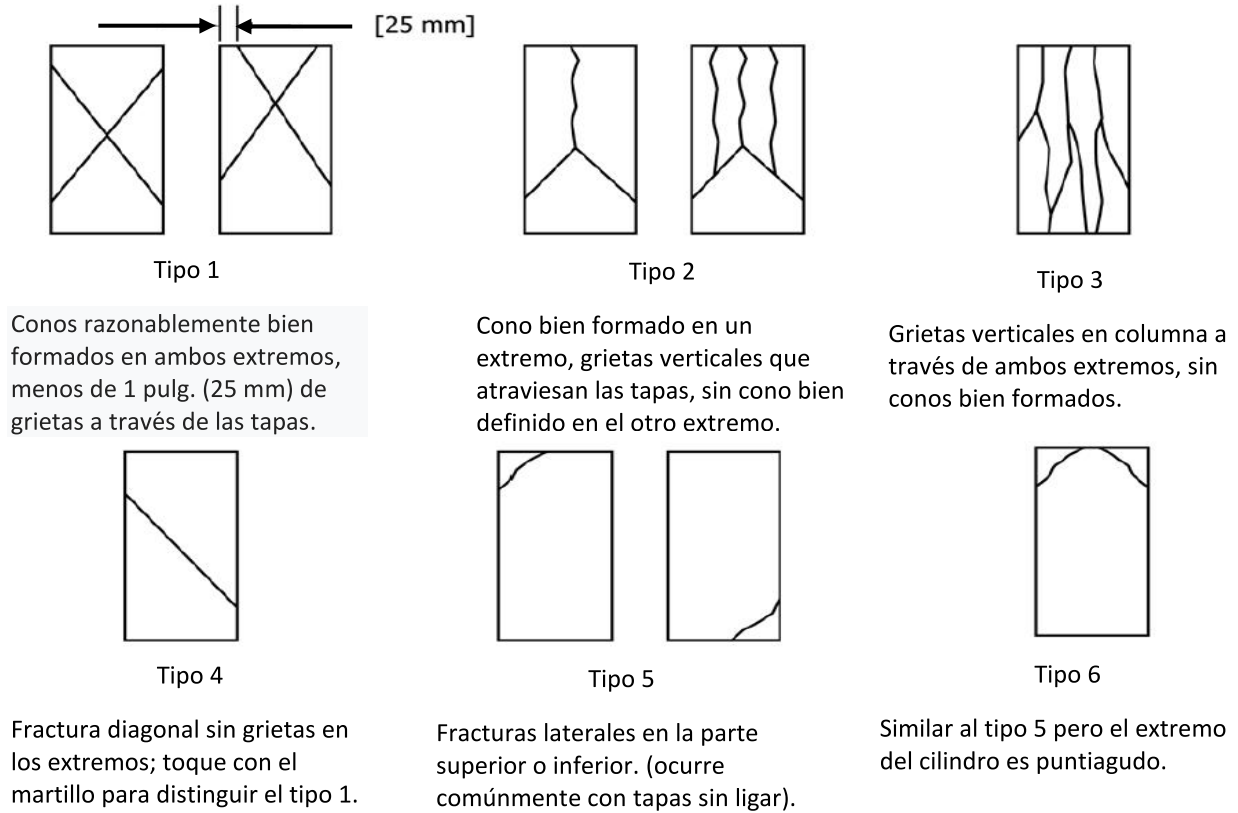 [25 mm]
Tipo 1
Conos razonablemente bien
formados en ambos extremos,
menos de 1 pulg. (25 mm) de
grietas a través de las tapas.
Tipo 2
Cono bien formado en un
extremo, grietas verticales que
atraviesan las tapas, sin cono bien
definido en el otro extremo.
Tipo 3
Grietas verticales en columna a
través de ambos extremos, sin
conos bien formados.
Tipo 4
Fractura diagonal sin grietas en
los extremos; toque con el
martillo para distinguir el tipo 1.
Tipo 5
Fracturas laterales en la parte
superior o inferior. (ocurre
comúnmente con tapas sin ligar).
Tipo 6
Similar al tipo 5 pero el extremo
del cilindro es puntiagudo.